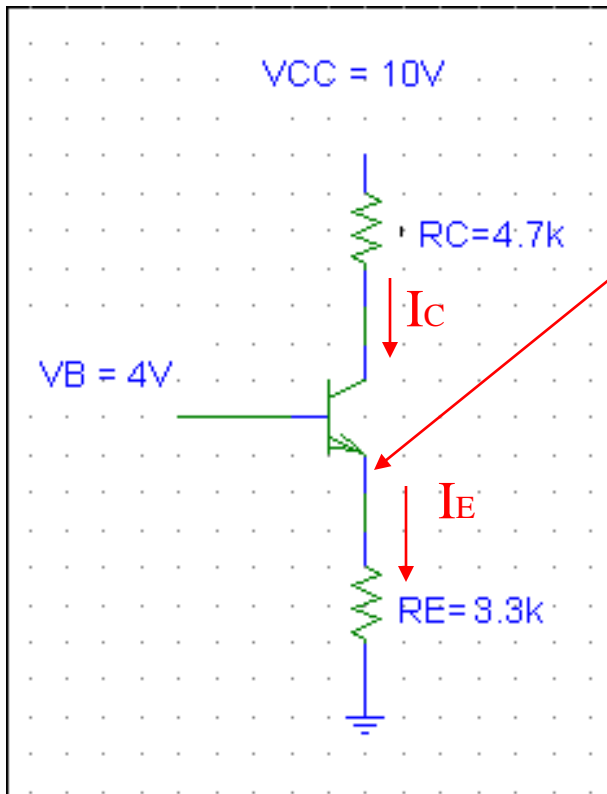 VCC = 10V
RC=4.7k
IC
VB = 4V
IE
RE=3.3k